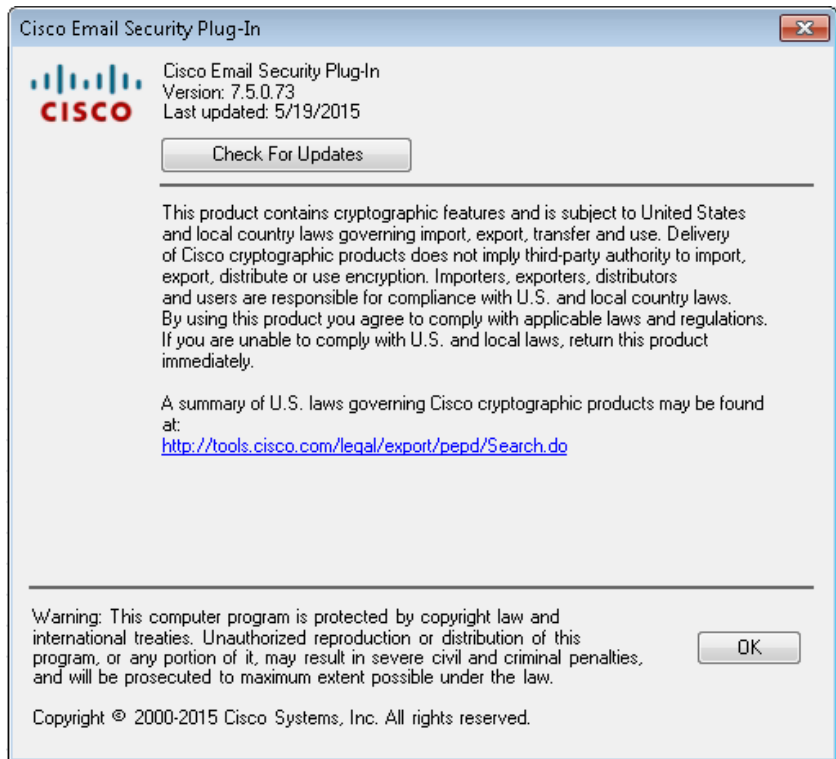 Cisco Email Security Plug-In
CISCO
Cisco Email Security Plug-In
Version: 7.5.0.73
Last updated: 5/19/2015
Check For Updates
This product contains cryptographic features and is subject to United States
and local country laws governing import, export, transfer and use. Delivery
of Cisco cryptographic products does not imply third-party authority to import,
export, distribute or use encryption. Importers, exporters, distributors
and users are responsible for compliance with U.S. and local country laws.
By using this product you agree to comply with applicable laws and regulations.
If you are unable to comply with U.S. and local laws, return this product
immediately.
A summary of U.S. laws governing Cisco cryptographic products may be found
at:
http://tools.cisco.com/legal/export/pepd/Search.do
Warning: This computer program is protected by copyright law and
international treaties. Unauthorized reproduction or distribution of this
program, or any portion of it, may result in severe civil and criminal penalties,
and will be prosecuted to maximum extent possible under the law.
OK
Copyright © 2000-2015 Cisco Systems, Inc. All rights reserved.